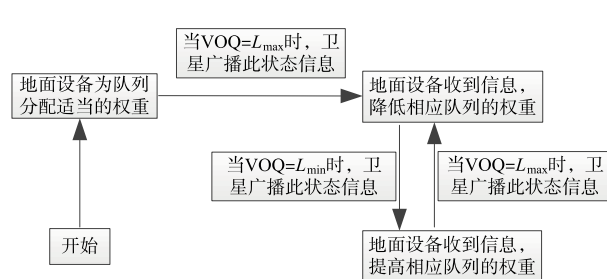 当VOQ=Lmax时，卫
星广播此状态信息
地面设备为队列
分配适当的权重
地面设备收到信息，
降低相应队列的权重
当VOQ=Lmin时，卫
星广播此状态信息
当VOQ=Lmax时，卫
星广播此状态信息
开始
地面设备收到信息，
提高相应队列的权重